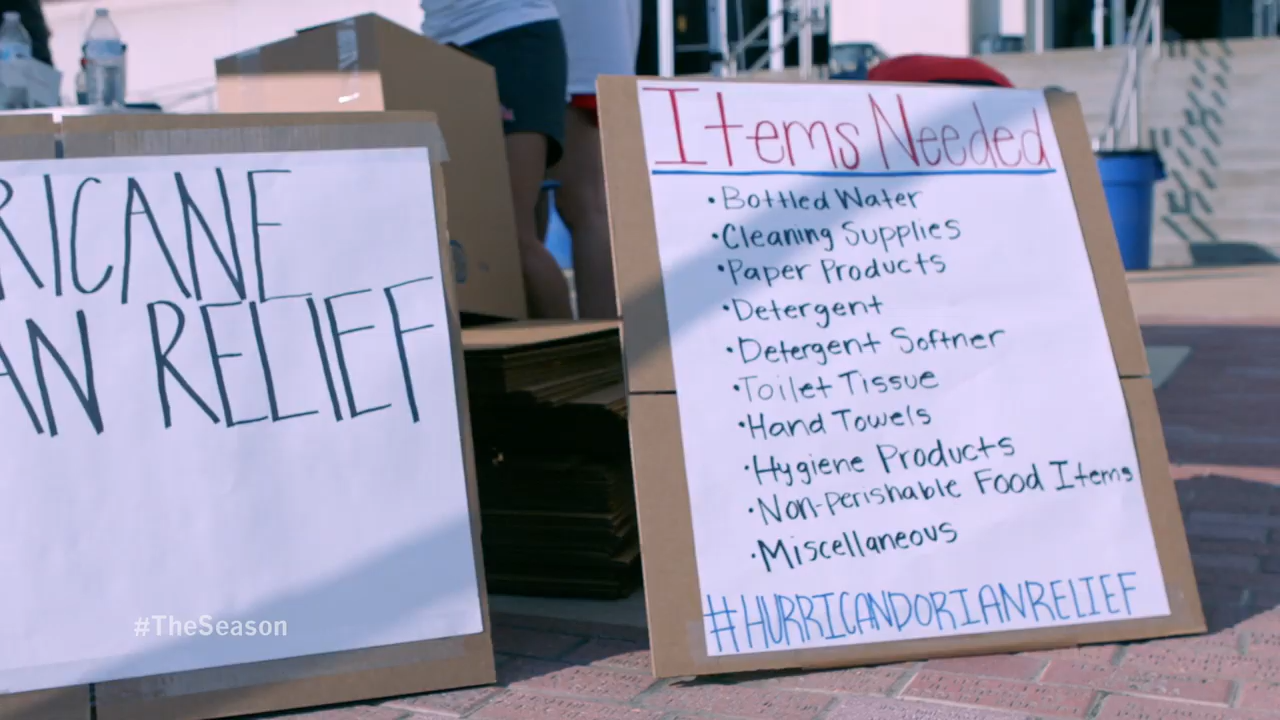 RICANE
AN RELIEF
Items Needed
• Bottled Water
• Cleaning Supplies
• Paper Products
• Detergent
• Detergent Softner
• Toilet Tissue
• Hand Towels
• Hygiene Products
• Non-perishable Food Items
• Miscellaneous
#HURRICANDORIANRELIEF
#TheSeason